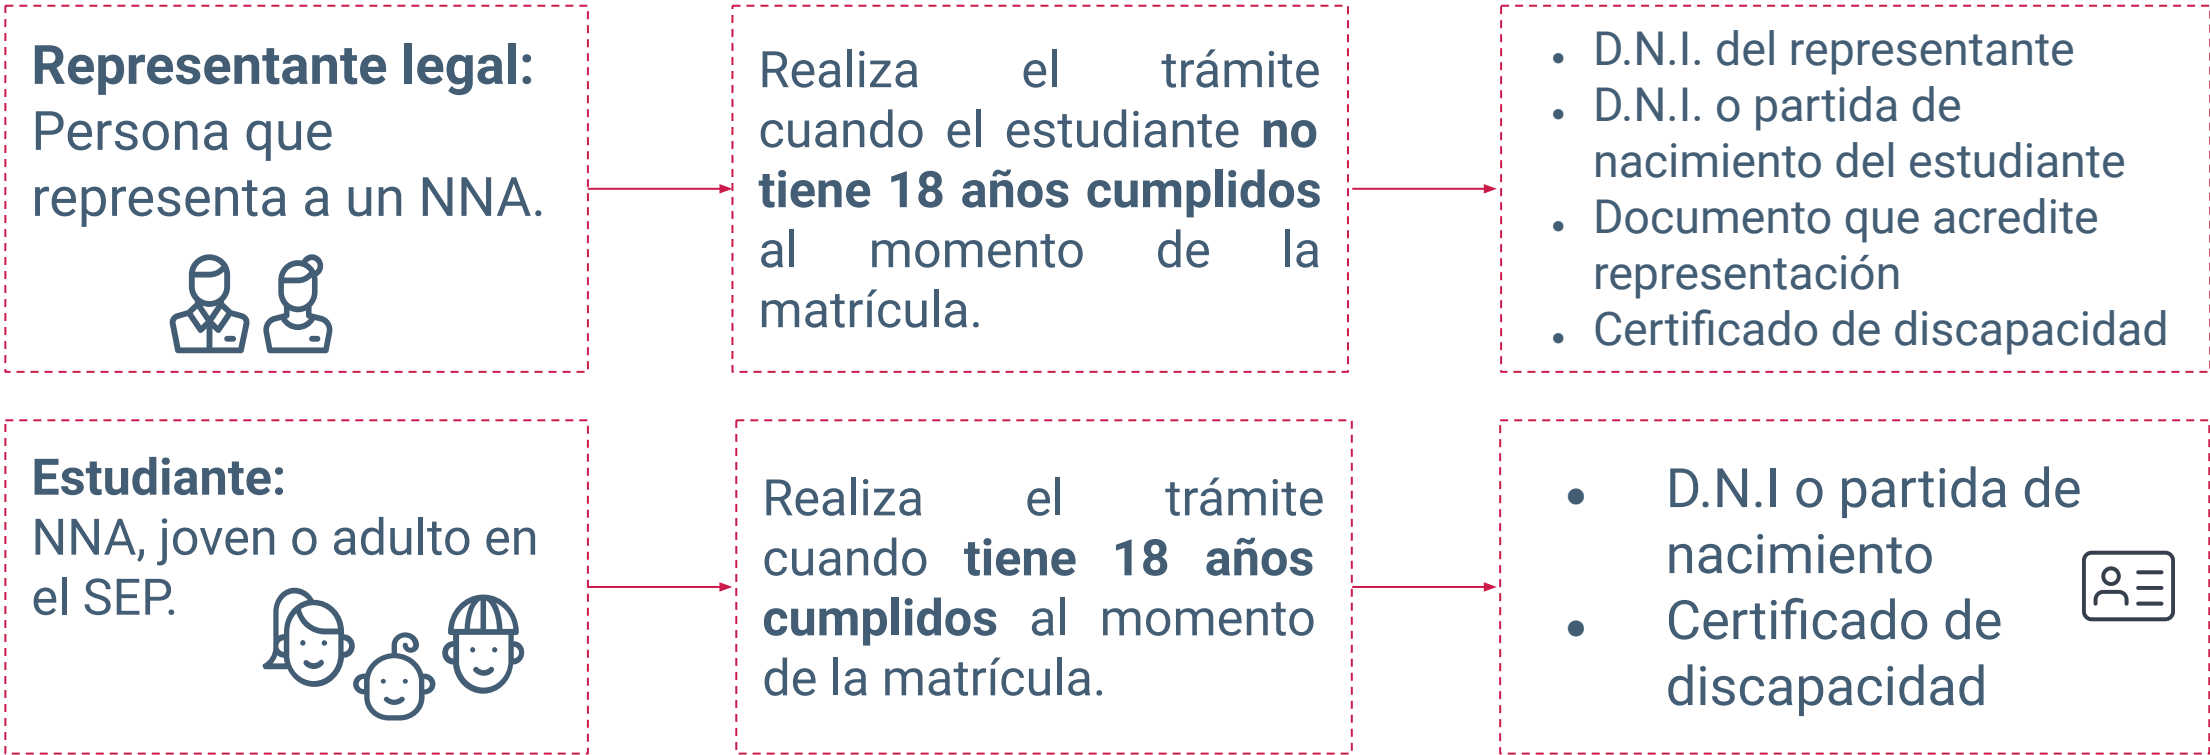 Representante legal:
Persona que
representa a un NNA.
Realiza el trámite
cuando el estudiante no
tiene 18 años cumplidos
al momento de la
matrícula.
• D.N.I. del representante
• D.N.I. o partida de
nacimiento del estudiante
• Documento que acredite
representación
• Certificado de discapacidad
Estudiante:
NNA, joven o adulto en
el SEP.
Realiza el trámite
cuando tiene 18 años
cumplidos al momento
de la matrícula.
• D.N.I o partida de
nacimiento
• Certificado de
discapacidad